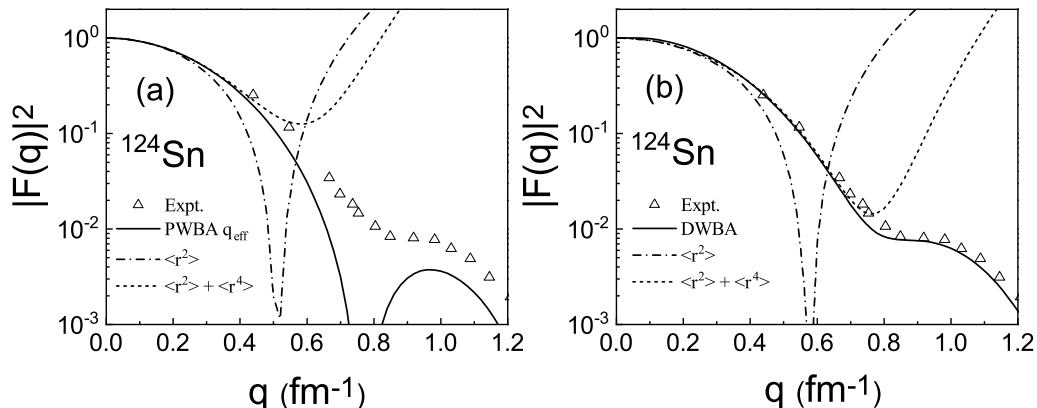 |F(q)|²
10⁰
10⁻¹
10⁻²
10⁻³
(a)
¹²⁴Sn
Expt.
PWBA q_eff
<r²>
<r²> + <r⁴>
0.0 0.2 0.4 0.6 0.8 1.0 1.2
q (fm⁻¹)
|F(q)|²
10⁰
10⁻¹
10⁻²
10⁻³
(b)
¹²⁴Sn
Expt.
DWBA
<r²>
<r²> + <r⁴>
0.0 0.2 0.4 0.6 0.8 1.0 1.2
q (fm⁻¹)